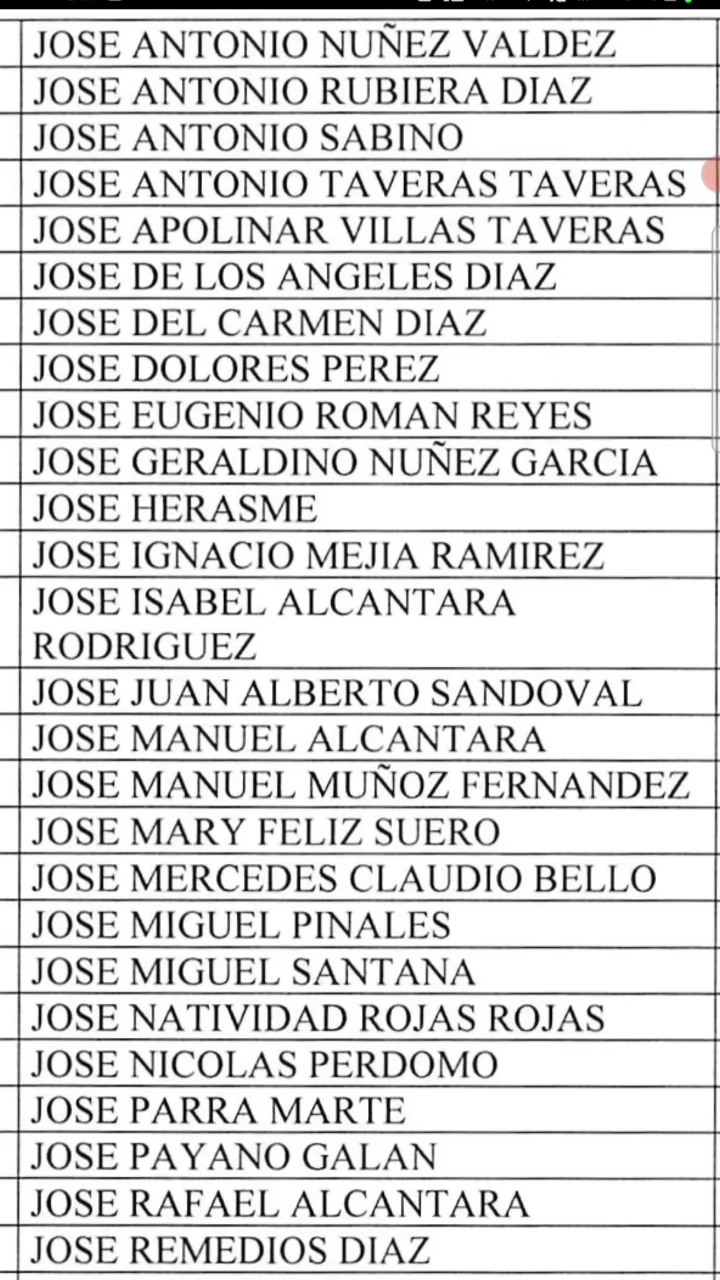 JOSE ANTONIO NUÑEZ VALDEZ
JOSE ANTONIO RUBIERA DIAZ
JOSE ANTONIO SABINO
JOSE ANTONIO TAVERAS TAVERAS
JOSE APOLINAR VILLAS TAVERAS
JOSE DE LOS ANGELES DIAZ
JOSE DEL CARMEN DIAZ
JOSE DOLORES PEREZ
JOSE EUGENIO ROMAN REYES
JOSE GERALDINO NUÑEZ GARCIA
JOSE HERASME
JOSE IGNACIO MEJIA RAMIREZ
JOSE ISABEL ALCANTARA
RODRIGUEZ
JOSE JUAN ALBERTO SANDOVAL
JOSE MANUEL ALCANTARA
JOSE MANUEL MUÑOZ FERNANDEZ
JOSE MARY FELIZ SUERO
JOSE MERCEDES CLAUDIO BELLO
JOSE MIGUEL PINALES
JOSE MIGUEL SANTANA
JOSE NATIVIDAD ROJAS ROJAS
JOSE NICOLAS PERDOMO
JOSE PARRA MARTE
JOSE PAYANO GALAN
JOSE RAFAEL ALCANTARA
JOSE REMEDIOS DIAZ